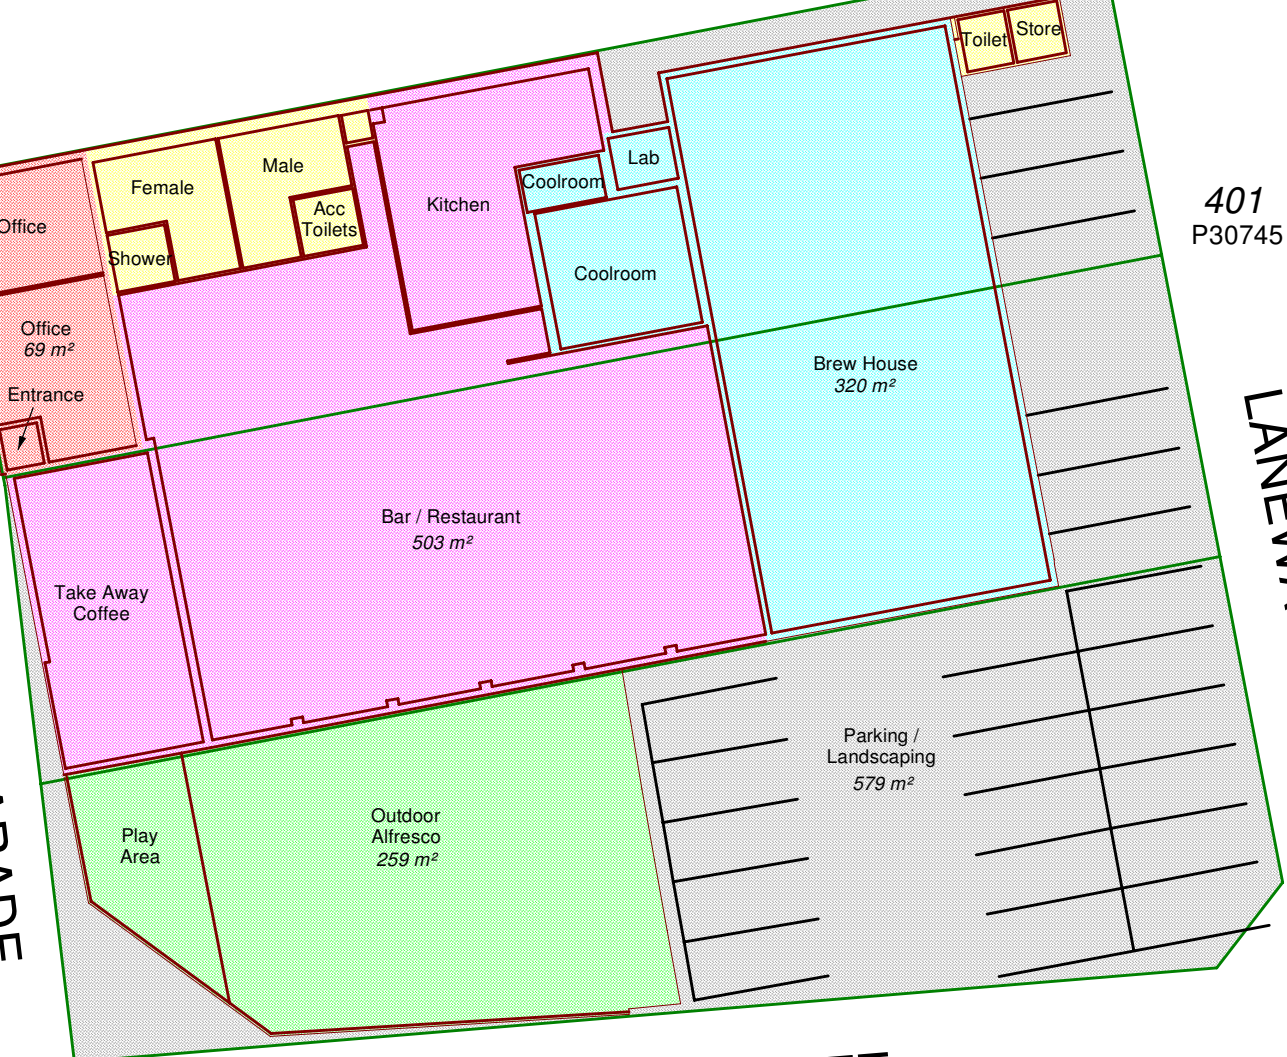 Toilet
Store
Male
Female
Lab
Coolroom
Kitchen
Acc
Toilets
Office
Shower
Coolroom
401
P30745
Office
69 m²
Entrance
Brew House
320 m²
Bar / Restaurant
503 m²
Take Away
Coffee
Parking /
Landscaping
579 m²
Outdoor
Alfresco
259 m²
Play
Area